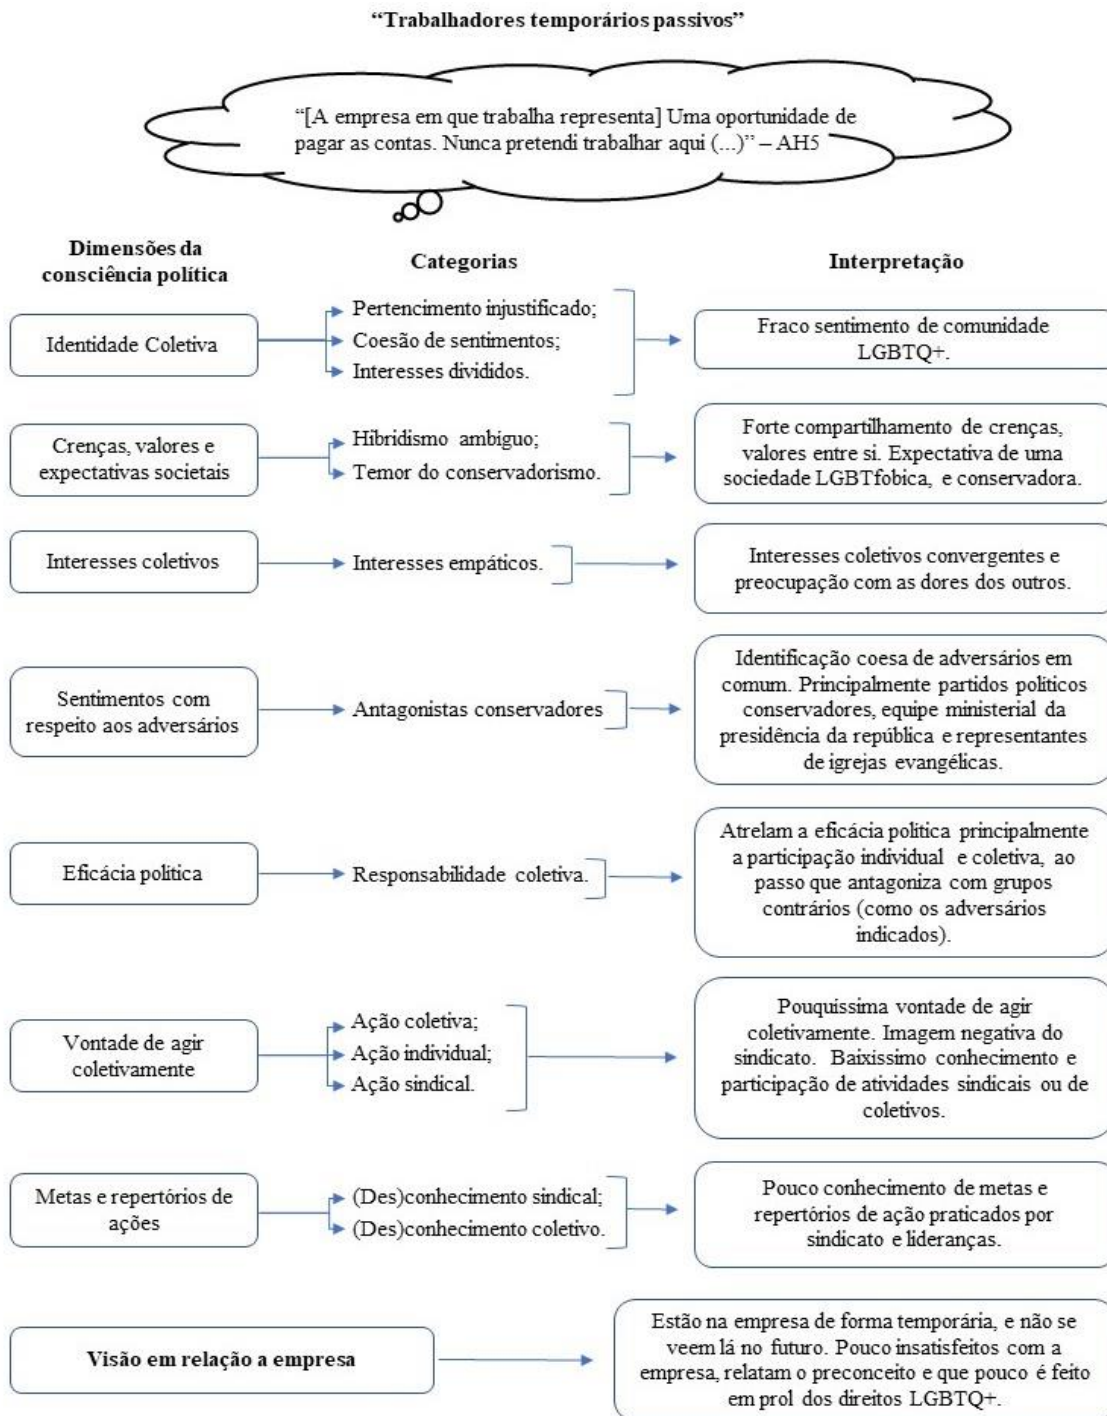 “Trabalhadores temporários passivos”
“[A empresa em que trabalha representa] Uma oportunidade de
pagar as contas. Nunca pretendi trabalhar aqui (...)” – AH5
Dimensões da
consciência política
Categorias
Interpretação
Identidade Coletiva
Pertencimento injustificado;
Coesão de sentimentos;
Interesses divididos.
Fraco sentimento de comunidade
LGBTQ+.
Crenças, valores e
expectativas societais
Hibridismo ambíguo;
Temor do conservadorismo.
Forte compartilhamento de crenças,
valores entre si. Expectativa de uma
sociedade LGBTfobica, e conservadora.
Interesses coletivos
Interesses empáticos.
Interesses coletivos convergentes e
preocupação com as dores dos outros.
Sentimentos com
respeito aos adversários
Antagonistas conservadores
Identificação coesa de adversários em
comum. Principalmente partidos políticos
conservadores, equipe ministerial da
presidência da república e representantes
de igrejas evangélicas.
Eficácia política
Responsabilidade coletiva.
Atrelam a eficácia política principalmente
a participação individual e coletiva, ao
passo que antagoniza com grupos
contrários (como os adversários
indicados).
Vontade de agir
coletivamente
Ação coletiva;
Ação individual;
Ação sindical.
Pouquissima vontade de agir
coletivamente. Imagem negativa do
sindicato. Baixissimo conhecimento e
participação de atividades sindicais ou de
coletivos.
Metas e repertórios de
ações
(Des)conhecimento sindical;
(Des)conhecimento coletivo.
Pouco conhecimento de metas e
repertórios de ação praticados por
sindicato e lideranças.
Visão em relação a empresa
Estão na empresa de forma temporária, e não se
veem lá no futuro. Pouco insatisfeitos com a
empresa, relatam o preconceito e que pouco é feito
em prol dos direitos LGBTQ+.